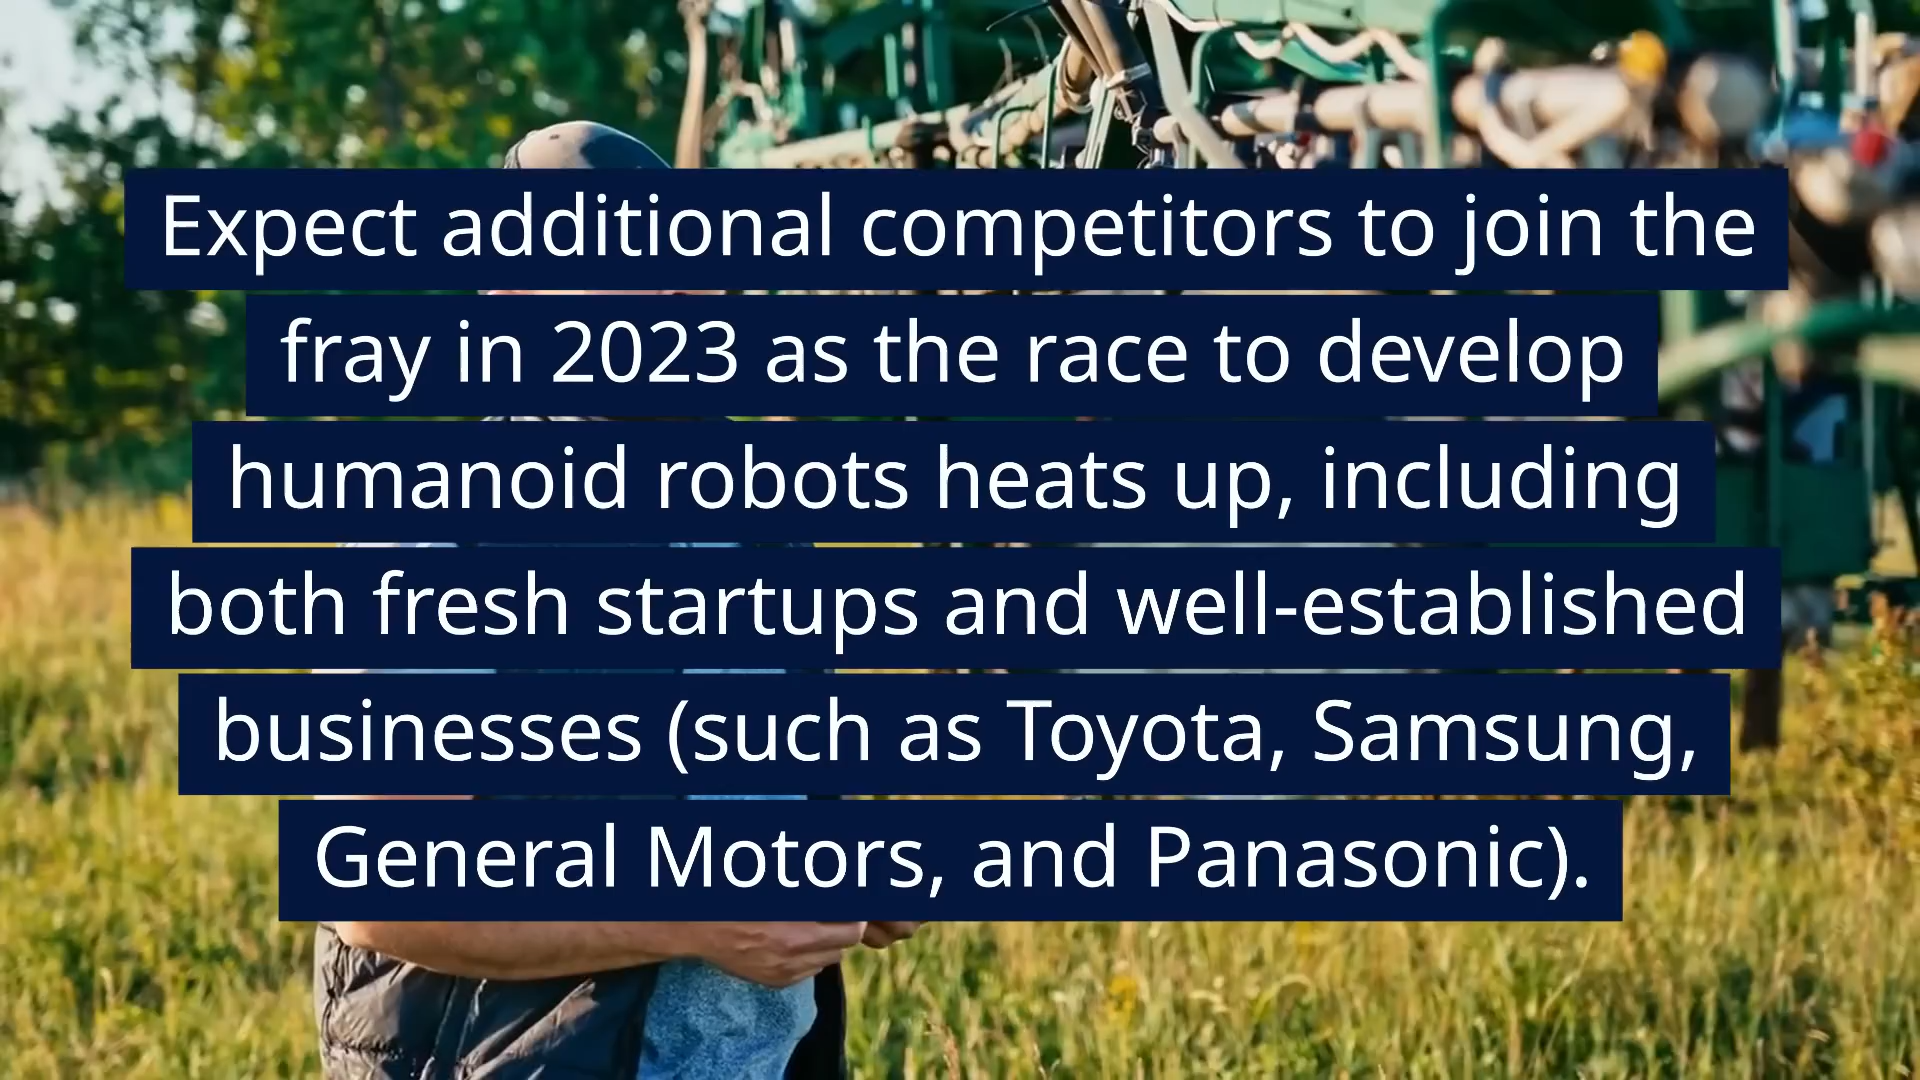 Expect additional competitors to join the
fray in 2023 as the race to develop
humanoid robots heats up, including
both fresh startups and well-established
businesses (such as Toyota, Samsung,
General Motors, and Panasonic).